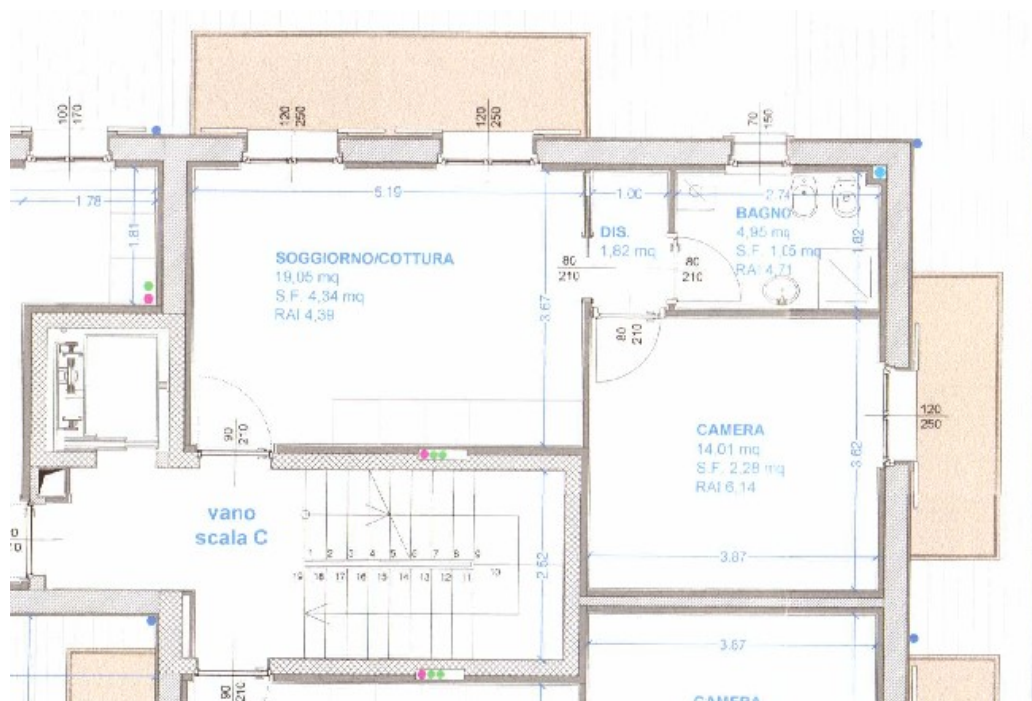 100
170
120
250
120
250
70
150
1.78
1.81
5.19
1.00
2.74
SOGGIORNO/COTTURA
19,05 mq
S.F. 4,34 mq
RAI 4,39
3.67
DIS.
1,82 mq
BAGNO
4,95 mq
S.F. 1,05 mq
RAI 4,71
1.82
80
210
80
210
80
210
90
210
CAMERA
14,01 mq
S.F. 2,28 mq
RAI 6,14
3.62
3.87
120
250
vano
scala C
1 2 3 4 5 6 7 8 9
10
19 18 17 16 15 14 13 12 11
2.52
90
210
3.67
CAMERA